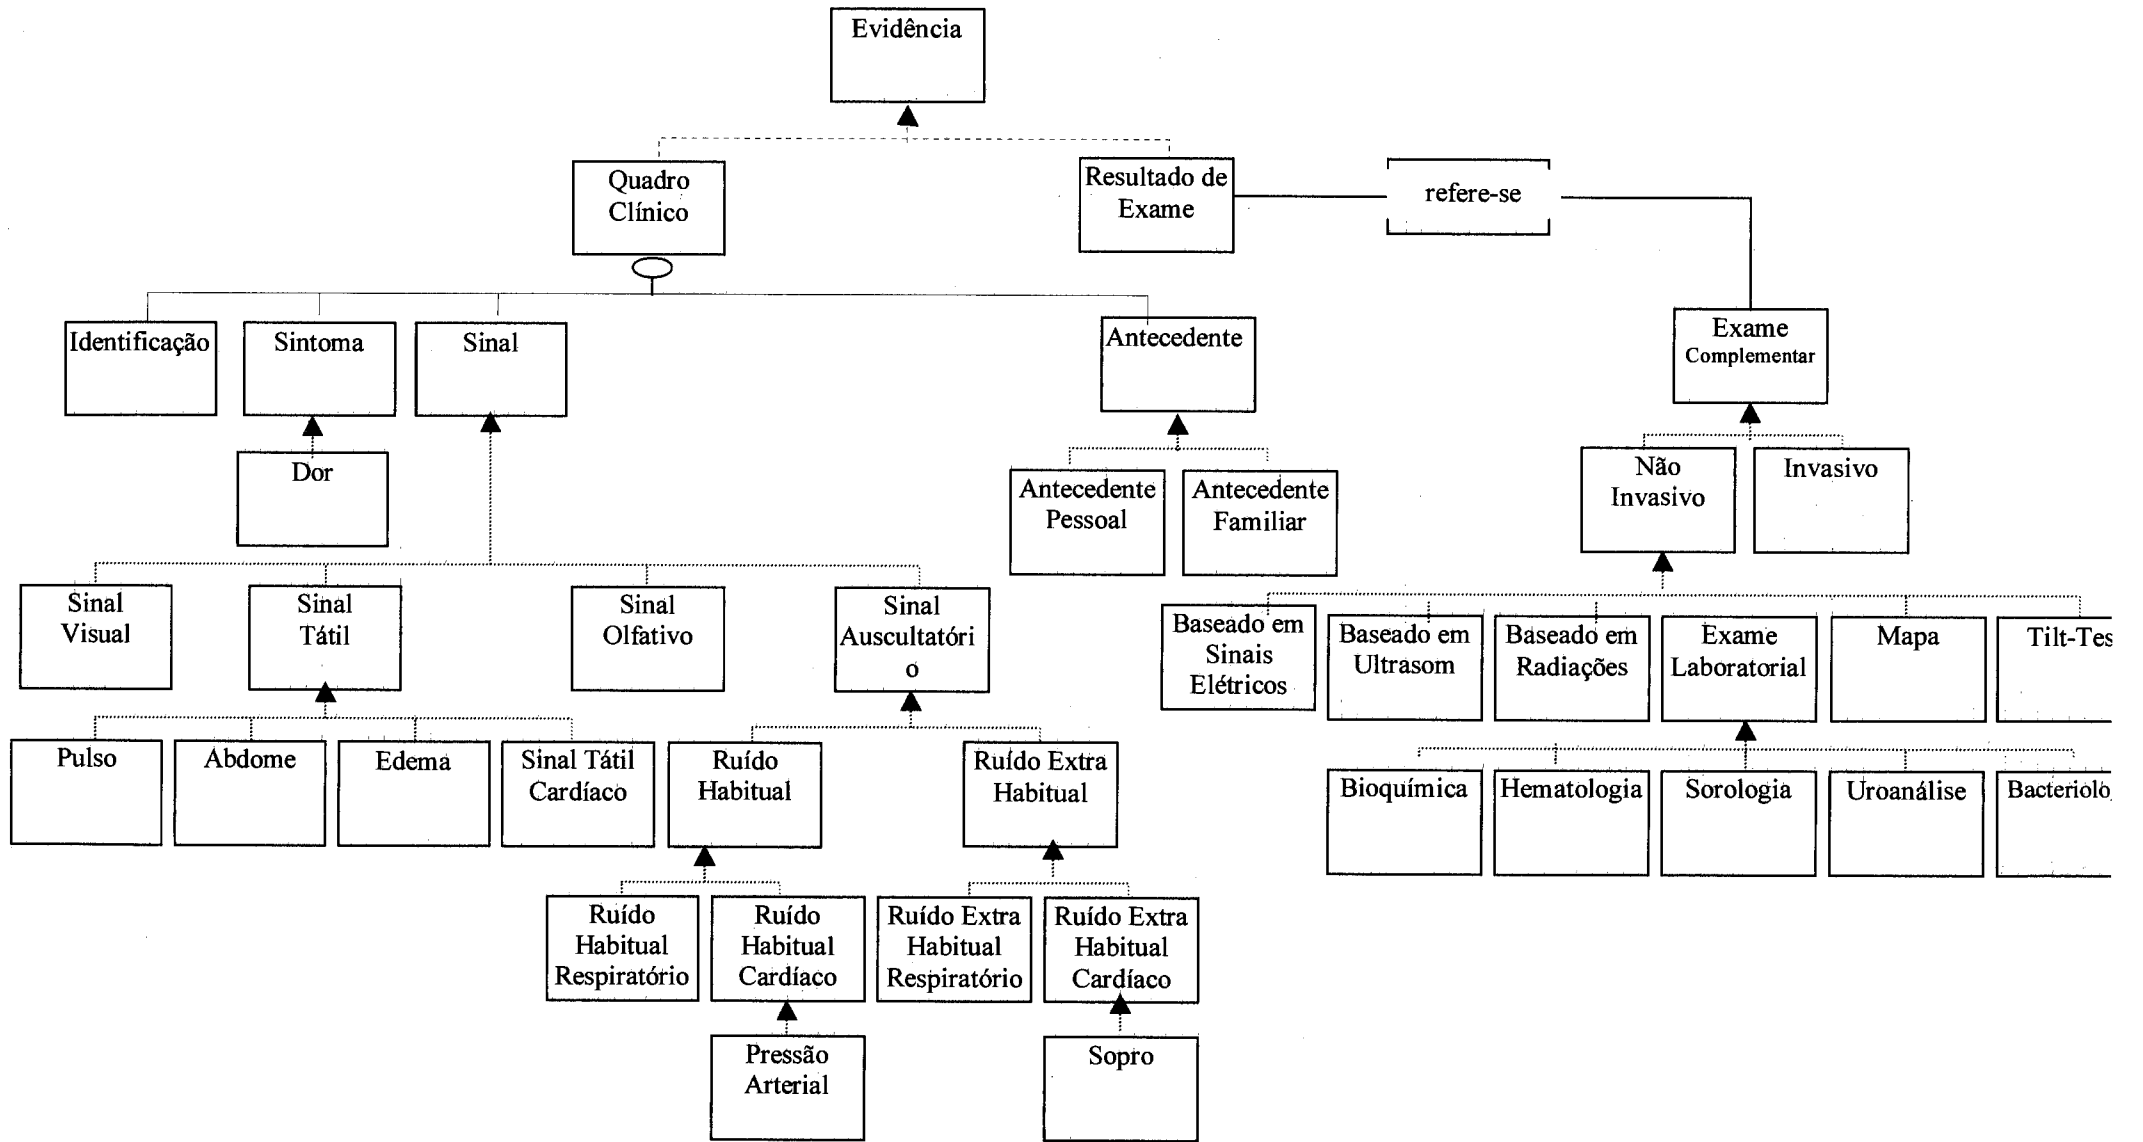 Evidência
Quadro
Clínico
Resultado de
Exame
refere-se
Identificação
Sintoma
Sinal
Antecedente
Exame
Complementar
Dor
Antecedente
Pessoal
Antecedente
Familiar
Não
Invasivo
Invasivo
Sinal
Visual
Sinal
Tátil
Sinal
Olfativo
Sinal
Auscultatóri
o
Baseado em
Sinais
Elétricos
Baseado em
Ultrasom
Baseado em
Radiações
Exame
Laboratorial
Mapa
Tilt-Tes
Pulso
Abdome
Edema
Sinal Tátil
Cardíaco
Ruído
Habitual
Ruído Extra
Habitual
Bioquímica
Hematologia
Sorologia
Uroanálise
Bacteriolo
Ruído
Habitual
Respiratório
Ruído
Habitual
Cardíaco
Ruído Extra
Habitual
Respiratório
Ruído Extra
Habitual
Cardíaco
Pressão
Arterial
Sopro